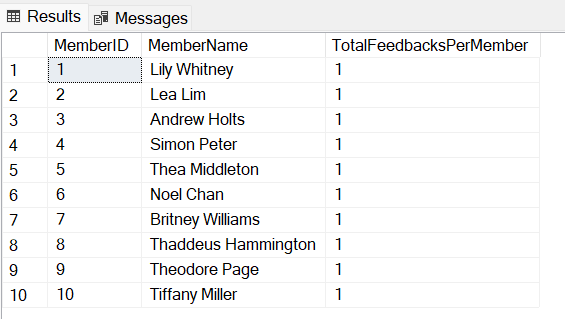 Results Messages
MemberID MemberName TotalFeedbacksPerMember
1 1 Lily Whitney 1
2 2 Lea Lim 1
3 3 Andrew Holts 1
4 4 Simon Peter 1
5 5 Thea Middleton 1
6 6 Noel Chan 1
7 7 Britney Williams 1
8 8 Thaddeus Hammington 1
9 9 Theodore Page 1
10 10 Tiffany Miller 1